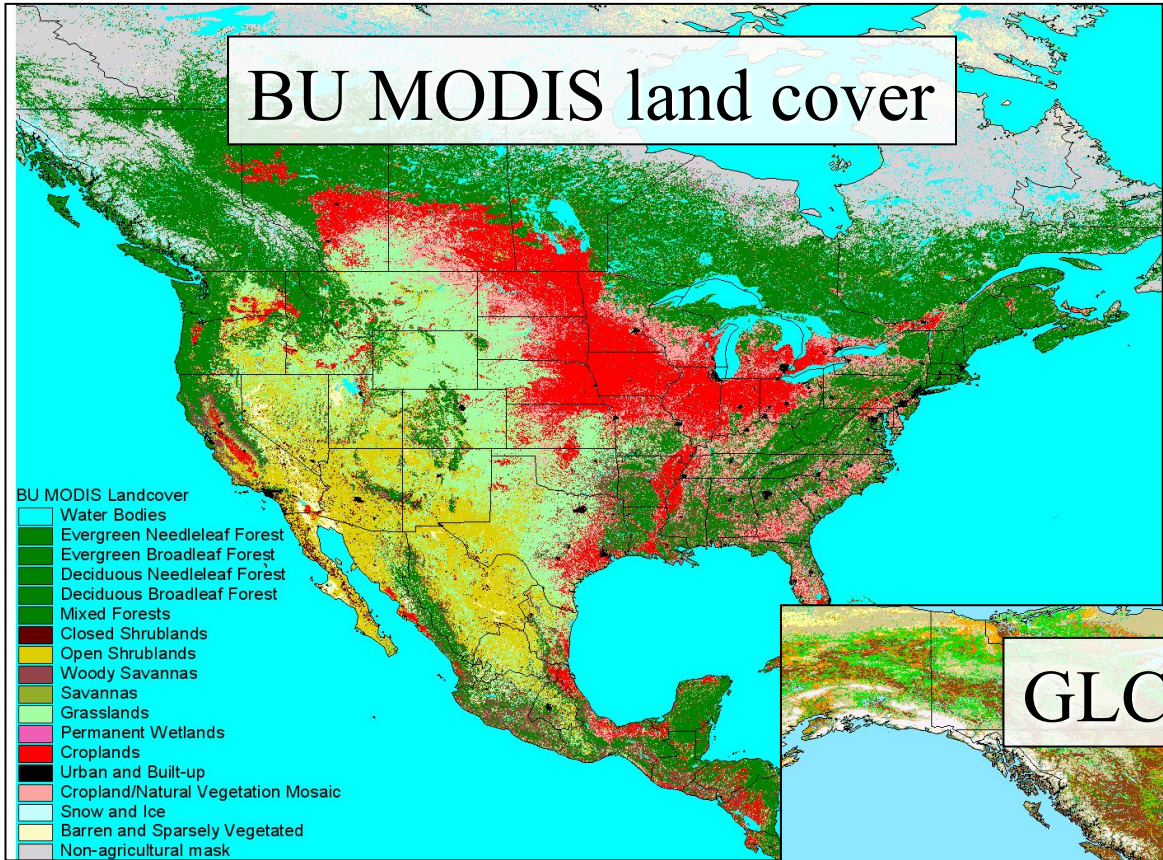 BU MODIS land cover
BU MODIS Landcover
Water Bodies
Evergreen Needleleaf Forest
Evergreen Broadleaf Forest
Deciduous Needleleaf Forest
Deciduous Broadleaf Forest
Mixed Forests
Closed Shrublands
Open Shrublands
Woody Savannas
Savannas
Grasslands
Permanent Wetlands
Croplands
Urban and Built-up
Cropland/Natural Vegetation Mosaic
Snow and Ice
Barren and Sparsely Vegetated
Non-agricultural mask
GLC